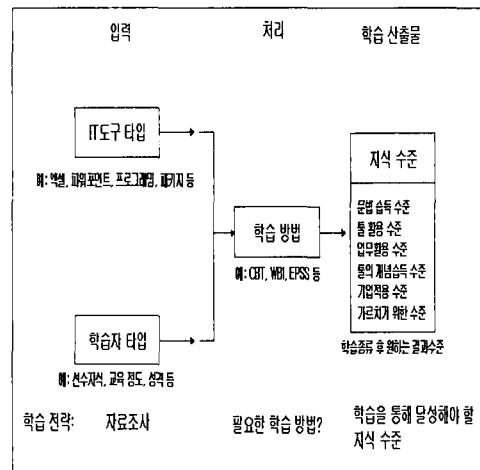 입력 처리 학습 산출물
IT도구 타입
예: 엑셀, 파워포인트, 프로그래밍, 패키지 등
지식 수준
문법 습득 수준
툴 활용 수준
업무활용 수준
툴의 개념습득 수준
기업적용 수준
가르치기 위한 수준
학습종류 후 원하는 결과수준
학습 방법
예: CBT, WBI, EPSS 등
학습자 타입
예: 선수지식, 교육 정도, 성격 등
학습 전략: 자료조사 필요한 학습 방법? 학습을 통해 달성해야 할
지식 수준